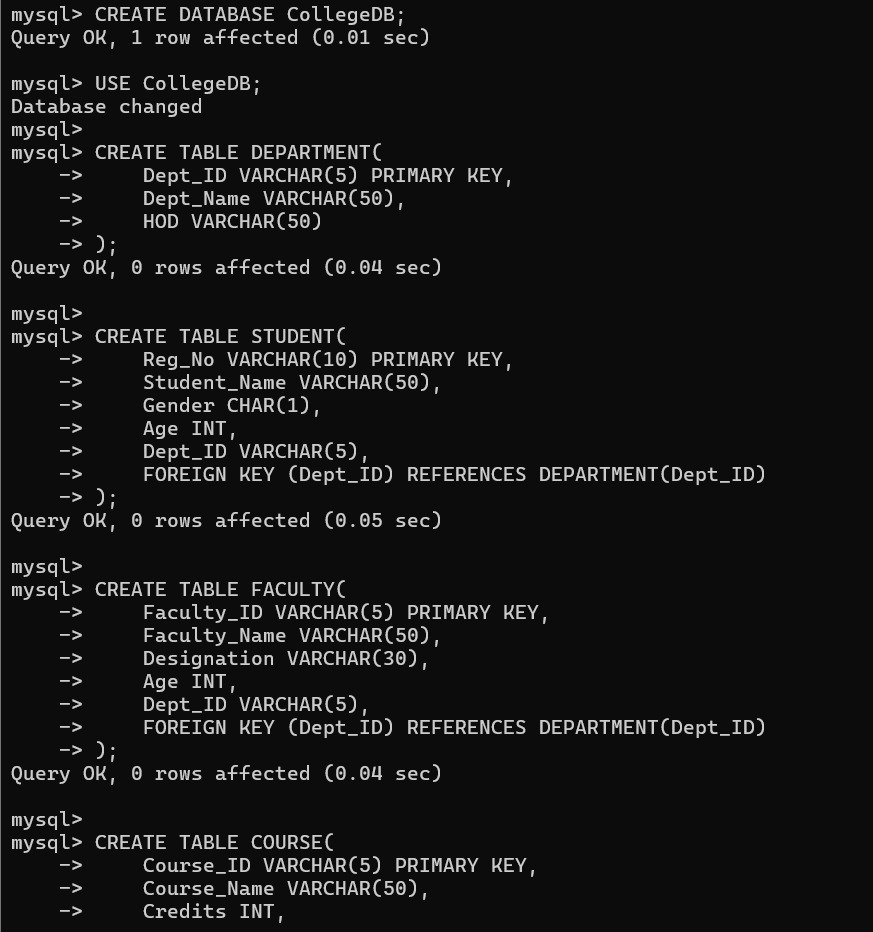 mysql> CREATE DATABASE CollegeDB;
Query OK, 1 row affected (0.01 sec)

mysql> USE CollegeDB;
Database changed
mysql>
mysql> CREATE TABLE DEPARTMENT(
    ->     Dept_ID VARCHAR(5) PRIMARY KEY,
    ->     Dept_Name VARCHAR(50),
    ->     HOD VARCHAR(50)
    -> );
Query OK, 0 rows affected (0.04 sec)

mysql>
mysql> CREATE TABLE STUDENT(
    ->     Reg_No VARCHAR(10) PRIMARY KEY,
    ->     Student_Name VARCHAR(50),
    ->     Gender CHAR(1),
    ->     Age INT,
    ->     Dept_ID VARCHAR(5),
    ->     FOREIGN KEY (Dept_ID) REFERENCES DEPARTMENT(Dept_ID)
    -> );
Query OK, 0 rows affected (0.05 sec)

mysql>
mysql> CREATE TABLE FACULTY(
    ->     Faculty_ID VARCHAR(5) PRIMARY KEY,
    ->     Faculty_Name VARCHAR(50),
    ->     Designation VARCHAR(30),
    ->     Age INT,
    ->     Dept_ID VARCHAR(5),
    ->     FOREIGN KEY (Dept_ID) REFERENCES DEPARTMENT(Dept_ID)
    -> );
Query OK, 0 rows affected (0.04 sec)

mysql>
mysql> CREATE TABLE COURSE(
    ->     Course_ID VARCHAR(5) PRIMARY KEY,
    ->     Course_Name VARCHAR(50),
    ->     Credits INT,